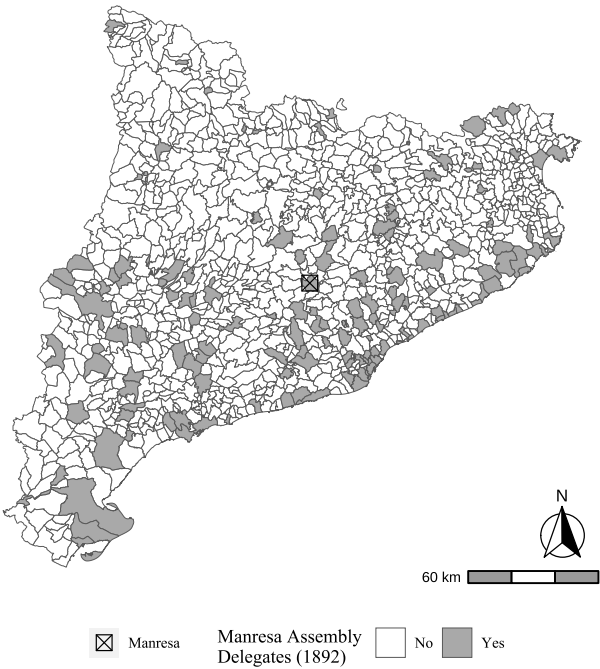 N
60 km
Manresa
Manresa Assembly
Delegates (1892)
No
Yes